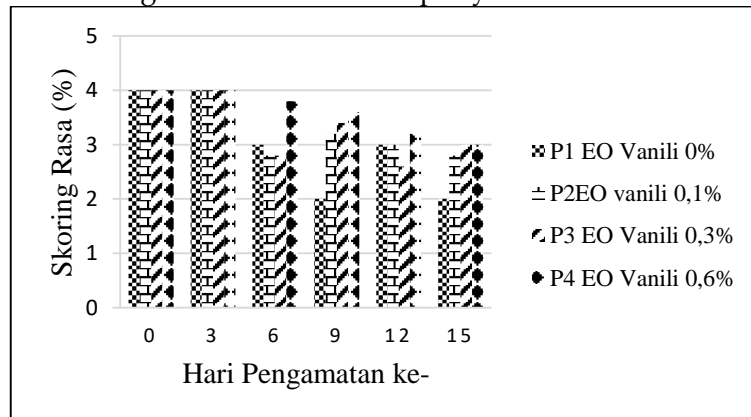 5
4
3
2
1
0
Skoring Rasa (%)
0 3 6 9 12 15
Hari Pengamatan ke-
P1 EO Vanili 0%
P2EO vanili 0,1%
P3 EO Vanili 0,3%
P4 EO Vanili 0,6%